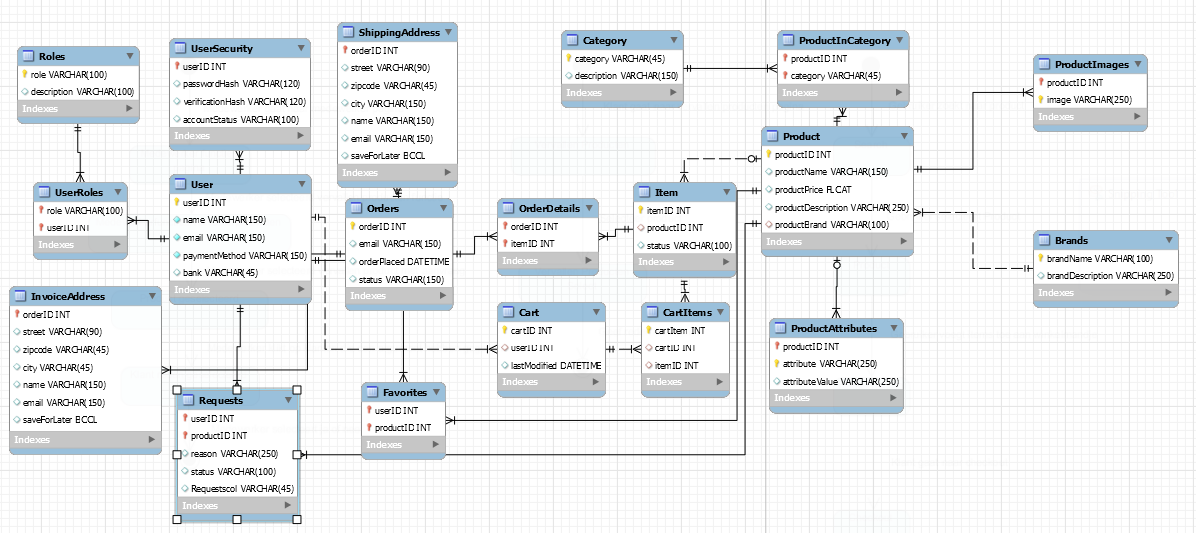 Roles
role VARCHAR(100)
description VARCHAR(100)
Indexes
UserSecurity
userID INT
passwordHash VARCHAR(120)
verificationHash VARCHAR(120)
accountStatus VARCHAR(100)
Indexes
ShippingAddress
orderID INT
street VARCHAR(90)
zipcode VARCHAR(45)
city VARCHAR(150)
name VARCHAR(150)
email VARCHAR(150)
saveForLater BOOL
Indexes
Category
category VARCHAR(45)
description VARCHAR(150)
Indexes
ProductInCategory
productID INT
category VARCHAR(45)
Indexes
ProductImages
productID INT
image VARCHAR(250)
Indexes
UserRoles
role VARCHAR(100)
userID INT
Indexes
User
userID INT
name VARCHAR(150)
email VARCHAR(150)
paymentMethod VARCHAR(150)
bank VARCHAR(45)
Indexes
Orders
orderID INT
email VARCHAR(150)
orderPlaced DATETIME
status VARCHAR(150)
Indexes
OrderDetails
orderID INT
itemID INT
Indexes
Item
itemID INT
productID INT
status VARCHAR(100)
Indexes
Product
productID INT
productName VARCHAR(150)
productPrice FLOAT
productDescription VARCHAR(250)
productBrand VARCHAR(100)
Indexes
Brands
brandName VARCHAR(100)
brandDescription VARCHAR(250)
Indexes
InvoiceAddress
orderID INT
street VARCHAR(90)
zipcode VARCHAR(45)
city VARCHAR(45)
name VARCHAR(150)
email VARCHAR(150)
saveForLater BOOL
Indexes
Cart
cartID INT
userID INT
lastModified DATETIME
Indexes
CartItems
cartItem INT
cartID INT
itemID INT
Indexes
ProductAttributes
productID INT
attribute VARCHAR(250)
attributeValue VARCHAR(250)
Indexes
Requests
userID INT
productID INT
reason VARCHAR(250)
status VARCHAR(100)
Requestscol VARCHAR(45)
Indexes
Favorites
userID INT
productID INT
Indexes